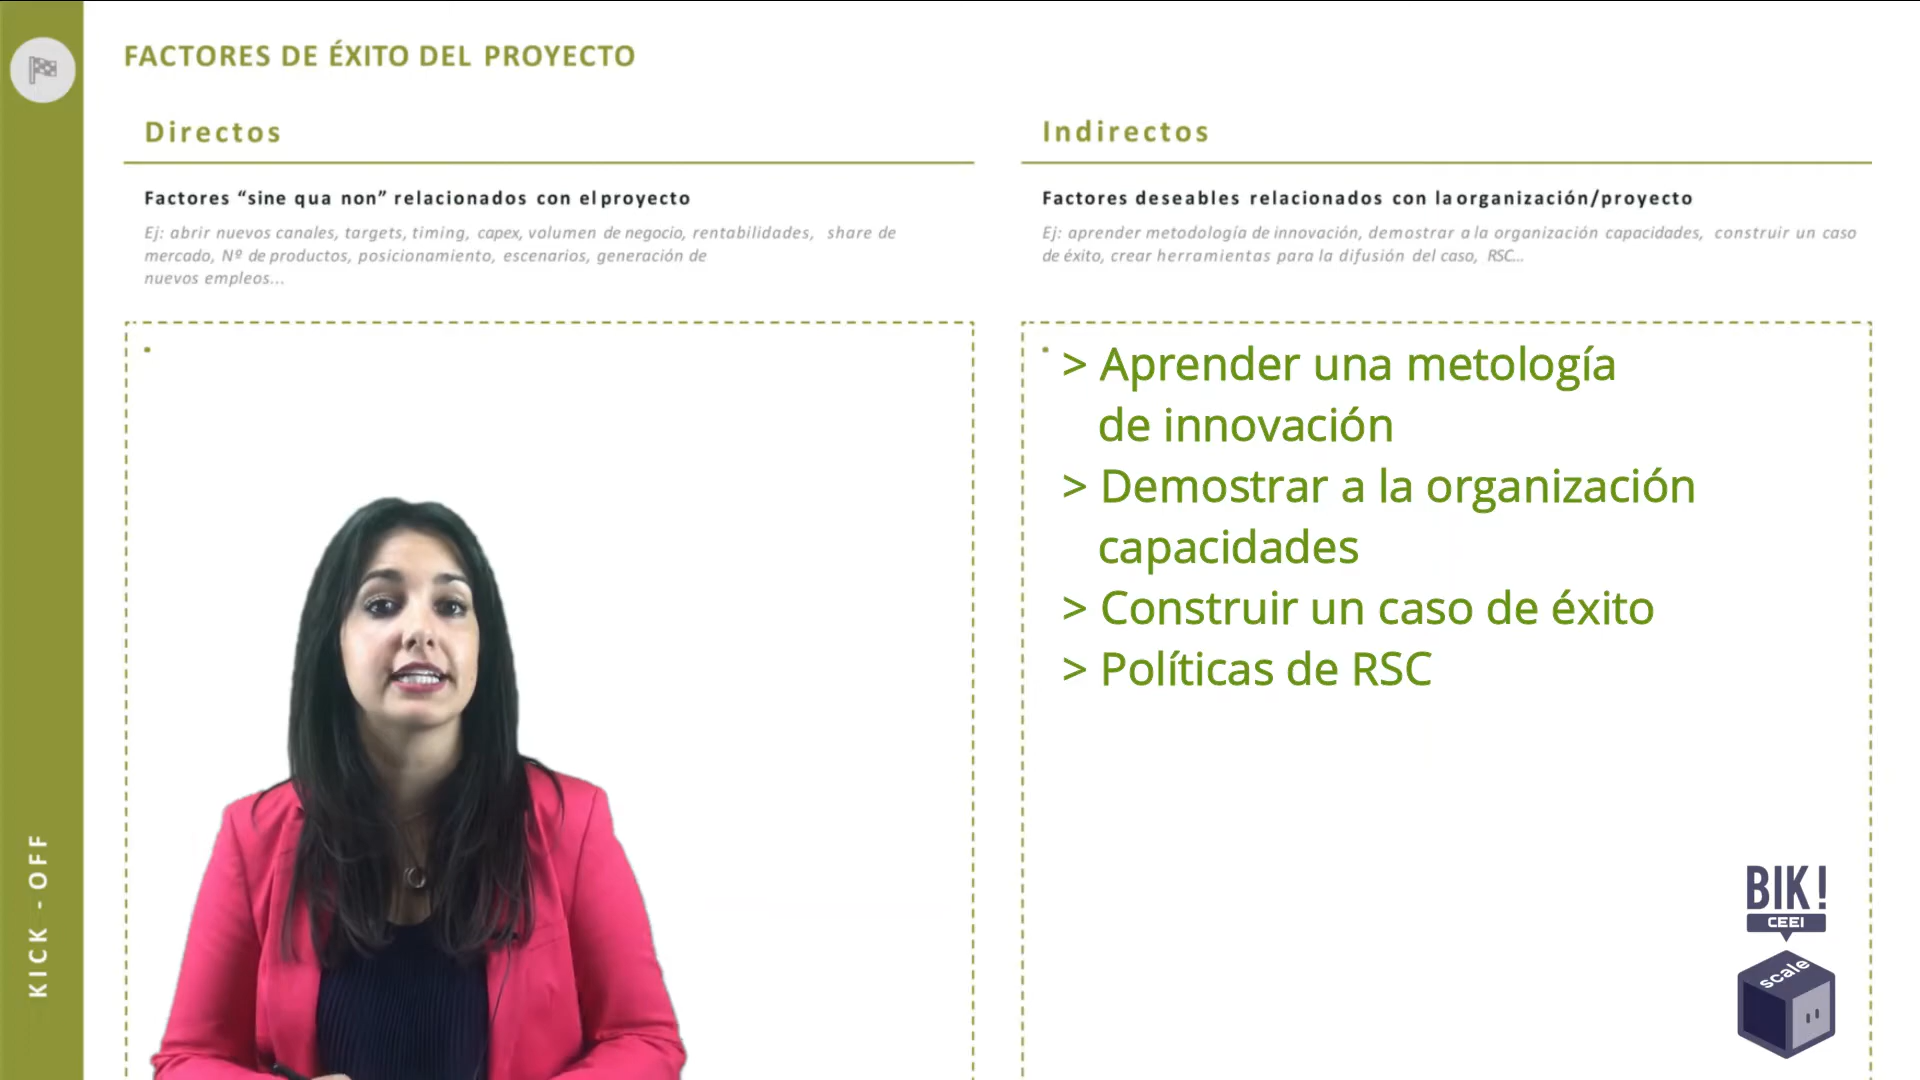 FACTORES DE ÉXITO DEL PROYECTO
Directos
Factores “sine qua non” relacionados con el proyecto
Ej: abrir nuevos canales, targets, timing, capex, volumen de negocio, rentabilidades, share de
mercado, Nº de productos, posicionamiento, escenarios, generación de
nuevos empleos...
Indirectos
Factores deseables relacionados con la organización/proyecto
Ej: aprender metodología de innovación, demostrar a la organización capacidades, construir un caso
de éxito, crear herramientas para la difusión del caso, RSC...
> Aprender una metología
de innovación
> Demostrar a la organización
capacidades
> Construir un caso de éxito
> Políticas de RSC
KICK - OFF
BIK!
CEEI
scale